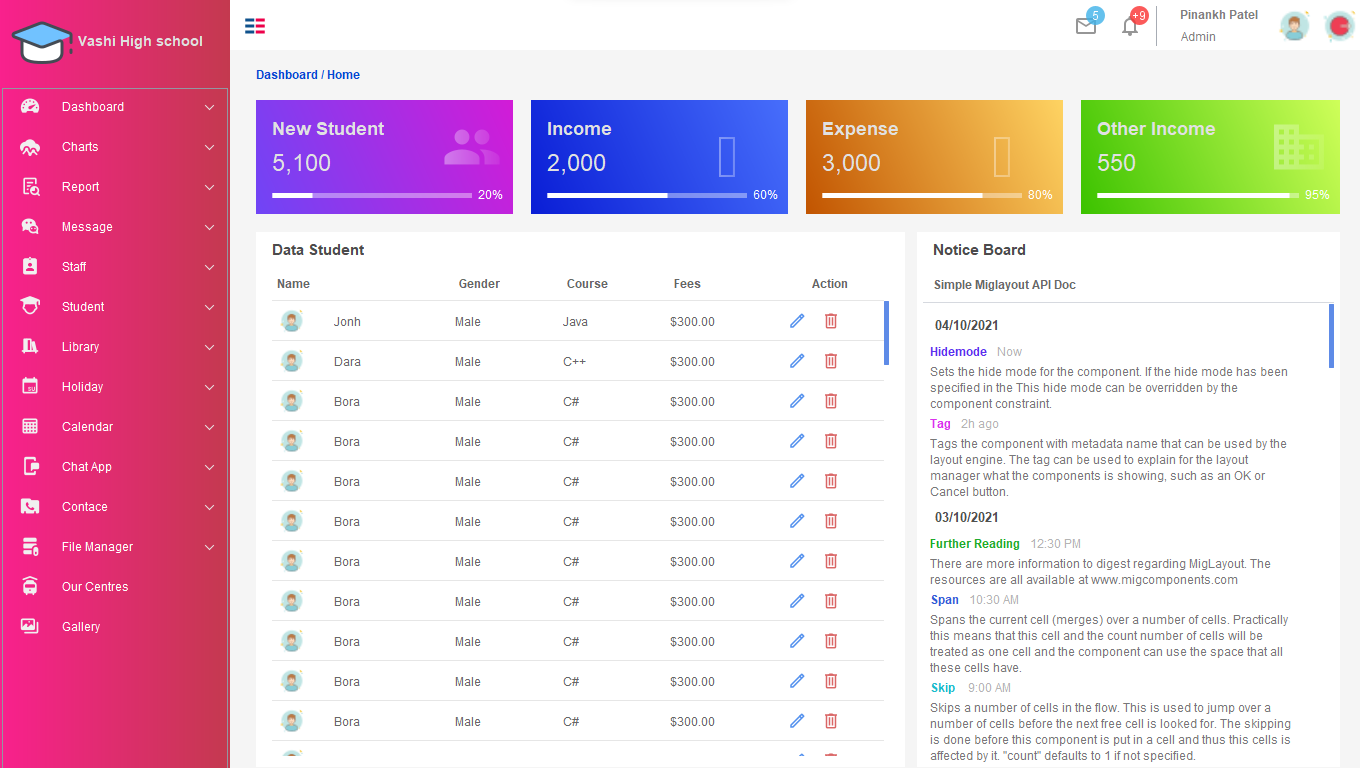 Vashi High school
Dashboard
Charts
Report
Message
Staff
Student
Library
Holiday
Calendar
Chat App
Contace
File Manager
Our Centres
Gallery
5
+9
Pinankh Patel
Admin
Dashboard / Home
New Student
5,100
20%
Income
2,000
60%
Expense
3,000
80%
Other Income
550
95%
Data Student
Name Gender Course Fees Action
Jonh Male Java $300.00
Dara Male C++ $300.00
Bora Male C# $300.00
Bora Male C# $300.00
Bora Male C# $300.00
Bora Male C# $300.00
Bora Male C# $300.00
Bora Male C# $300.00
Bora Male C# $300.00
Bora Male C# $300.00
Bora Male C# $300.00
Notice Board
Simple Miglayout API Doc
04/10/2021
Hidemode Now
Sets the hide mode for the component. If the hide mode has been
specified in the This hide mode can be overridden by the
component constraint.
Tag 2h ago
Tags the component with metadata name that can be used by the
layout engine. The tag can be used to explain for the layout
manager what the components is showing, such as an OK or
Cancel button.
03/10/2021
Further Reading 12:30 PM
There are more information to digest regarding MigLayout. The
resources are all available at www.migcomponents.com
Span 10:30 AM
Spans the current cell (merges) over a number of cells. Practically
this means that this cell and the count number of cells will be
treated as one cell and the component can use the space that all
these cells have.
Skip 9:00 AM
Skips a number of cells in the flow. This is used to jump over a
number of cells before the next free cell is looked for. The skipping
is done before this component is put in a cell and thus this cells is
affected by it. "count" defaults to 1 if not specified.